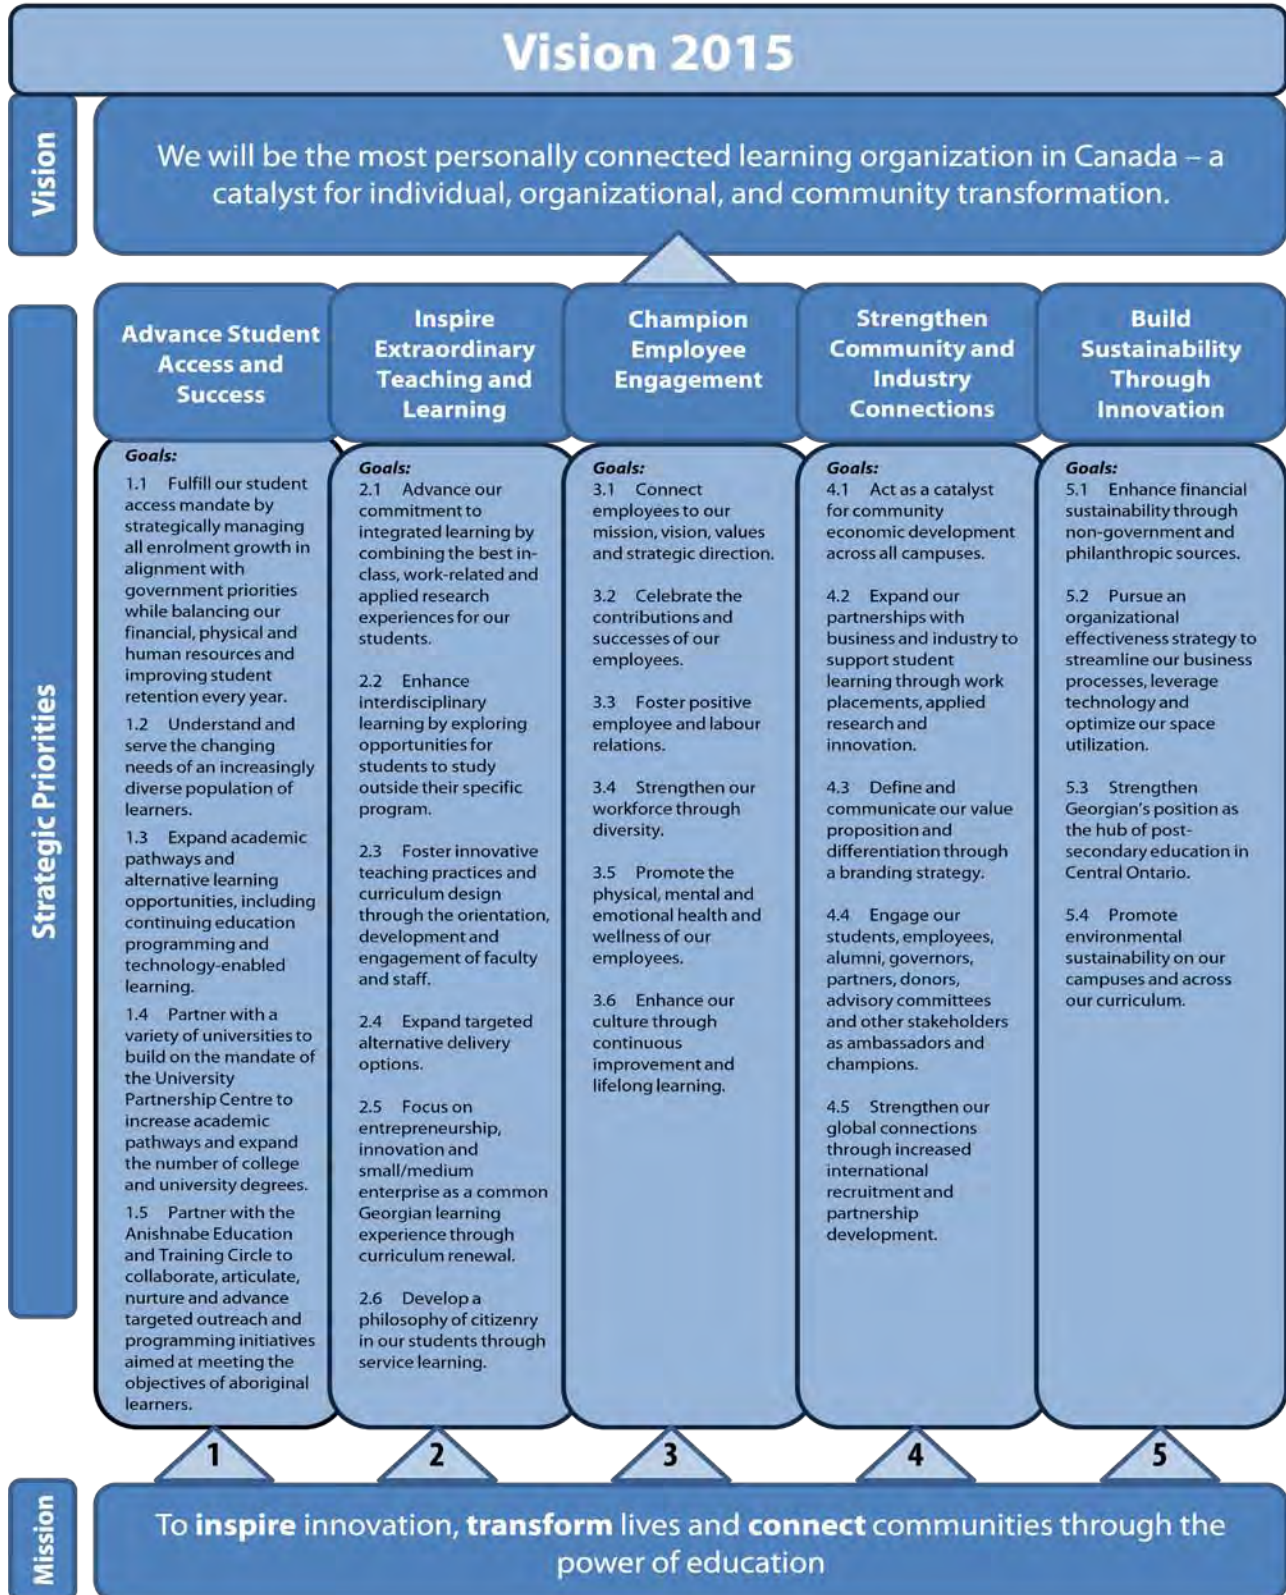 Vision 2015
Vision
We will be the most personally connected learning organization in Canada – a
catalyst for individual, organizational, and community transformation.
Strategic Priorities
Advance Student
Access and
Success
Goals:
1.1 Fulfill our student
access mandate by
strategically managing
all enrolment growth in
alignment with
government priorities
while balancing our
financial, physical and
human resources and
improving student
retention every year.
1.2 Understand and
serve the changing
needs of an increasingly
diverse population of
learners.
1.3 Expand academic
pathways and
alternative learning
opportunities, including
continuing education
programming and
technology-enabled
learning.
1.4 Partner with a
variety of universities to
build on the mandate of
the University
Partnership Centre to
increase academic
pathways and expand
the number of college
and university degrees.
1.5 Partner with the
Anishnabe Education
and Training Circle to
collaborate, articulate,
nurture and advance
targeted outreach and
programming initiatives
aimed at meeting the
objectives of aboriginal
learners.
1
Inspire
Extraordinary
Teaching and
Learning
Goals:
2.1 Advance our
commitment to
integrated learning by
combining the best in-
class, work-related and
applied research
experiences for our
students.
2.2 Enhance
interdisciplinary
learning by exploring
opportunities for
students to study
outside their specific
program.
2.3 Foster innovative
teaching practices and
curriculum design
through the orientation,
development and
engagement of faculty
and staff.
2.4 Expand targeted
alternative delivery
options.
2.5 Focus on
entrepreneurship,
innovation and
small/medium
enterprise as a common
Georgian learning
experience through
curriculum renewal.
2.6 Develop a
philosophy of citizenry
in our students through
service learning.
2
Champion
Employee
Engagement
Goals:
3.1 Connect
employees to our
mission, vision, values
and strategic direction.
3.2 Celebrate the
contributions and
successes of our
employees.
3.3 Foster positive
employee and labour
relations.
3.4 Strengthen our
workforce through
diversity.
3.5 Promote the
physical, mental and
emotional health and
wellness of our
employees.
3.6 Enhance our
culture through
continuous
improvement and
lifelong learning.
3
Strengthen
Community and
Industry
Connections
Goals:
4.1 Act as a catalyst
for community
economic development
across all campuses.
4.2 Expand our
partnerships with
business and industry to
support student
learning through work
placements, applied
research and
innovation.
4.3 Define and
communicate our value
proposition and
differentiation through
a branding strategy.
4.4 Engage our
students, employees,
alumni, governors,
partners, donors,
advisory committees
and other stakeholders
as ambassadors and
champions.
4.5 Strengthen our
global connections
through increased
international
recruitment and
partnership
development.
4
Build
Sustainability
Through
Innovation
Goals:
5.1 Enhance financial
sustainability through
non-government and
philanthropic sources.
5.2 Pursue an
organizational
effectiveness strategy to
streamline our business
processes, leverage
technology and
optimize our space
utilization.
5.3 Strengthen
Georgian's position as
the hub of post-
secondary education in
Central Ontario.
5.4 Promote
environmental
sustainability on our
campuses and across
our curriculum.
5
Mission
To inspire innovation, transform lives and connect communities through the
power of education